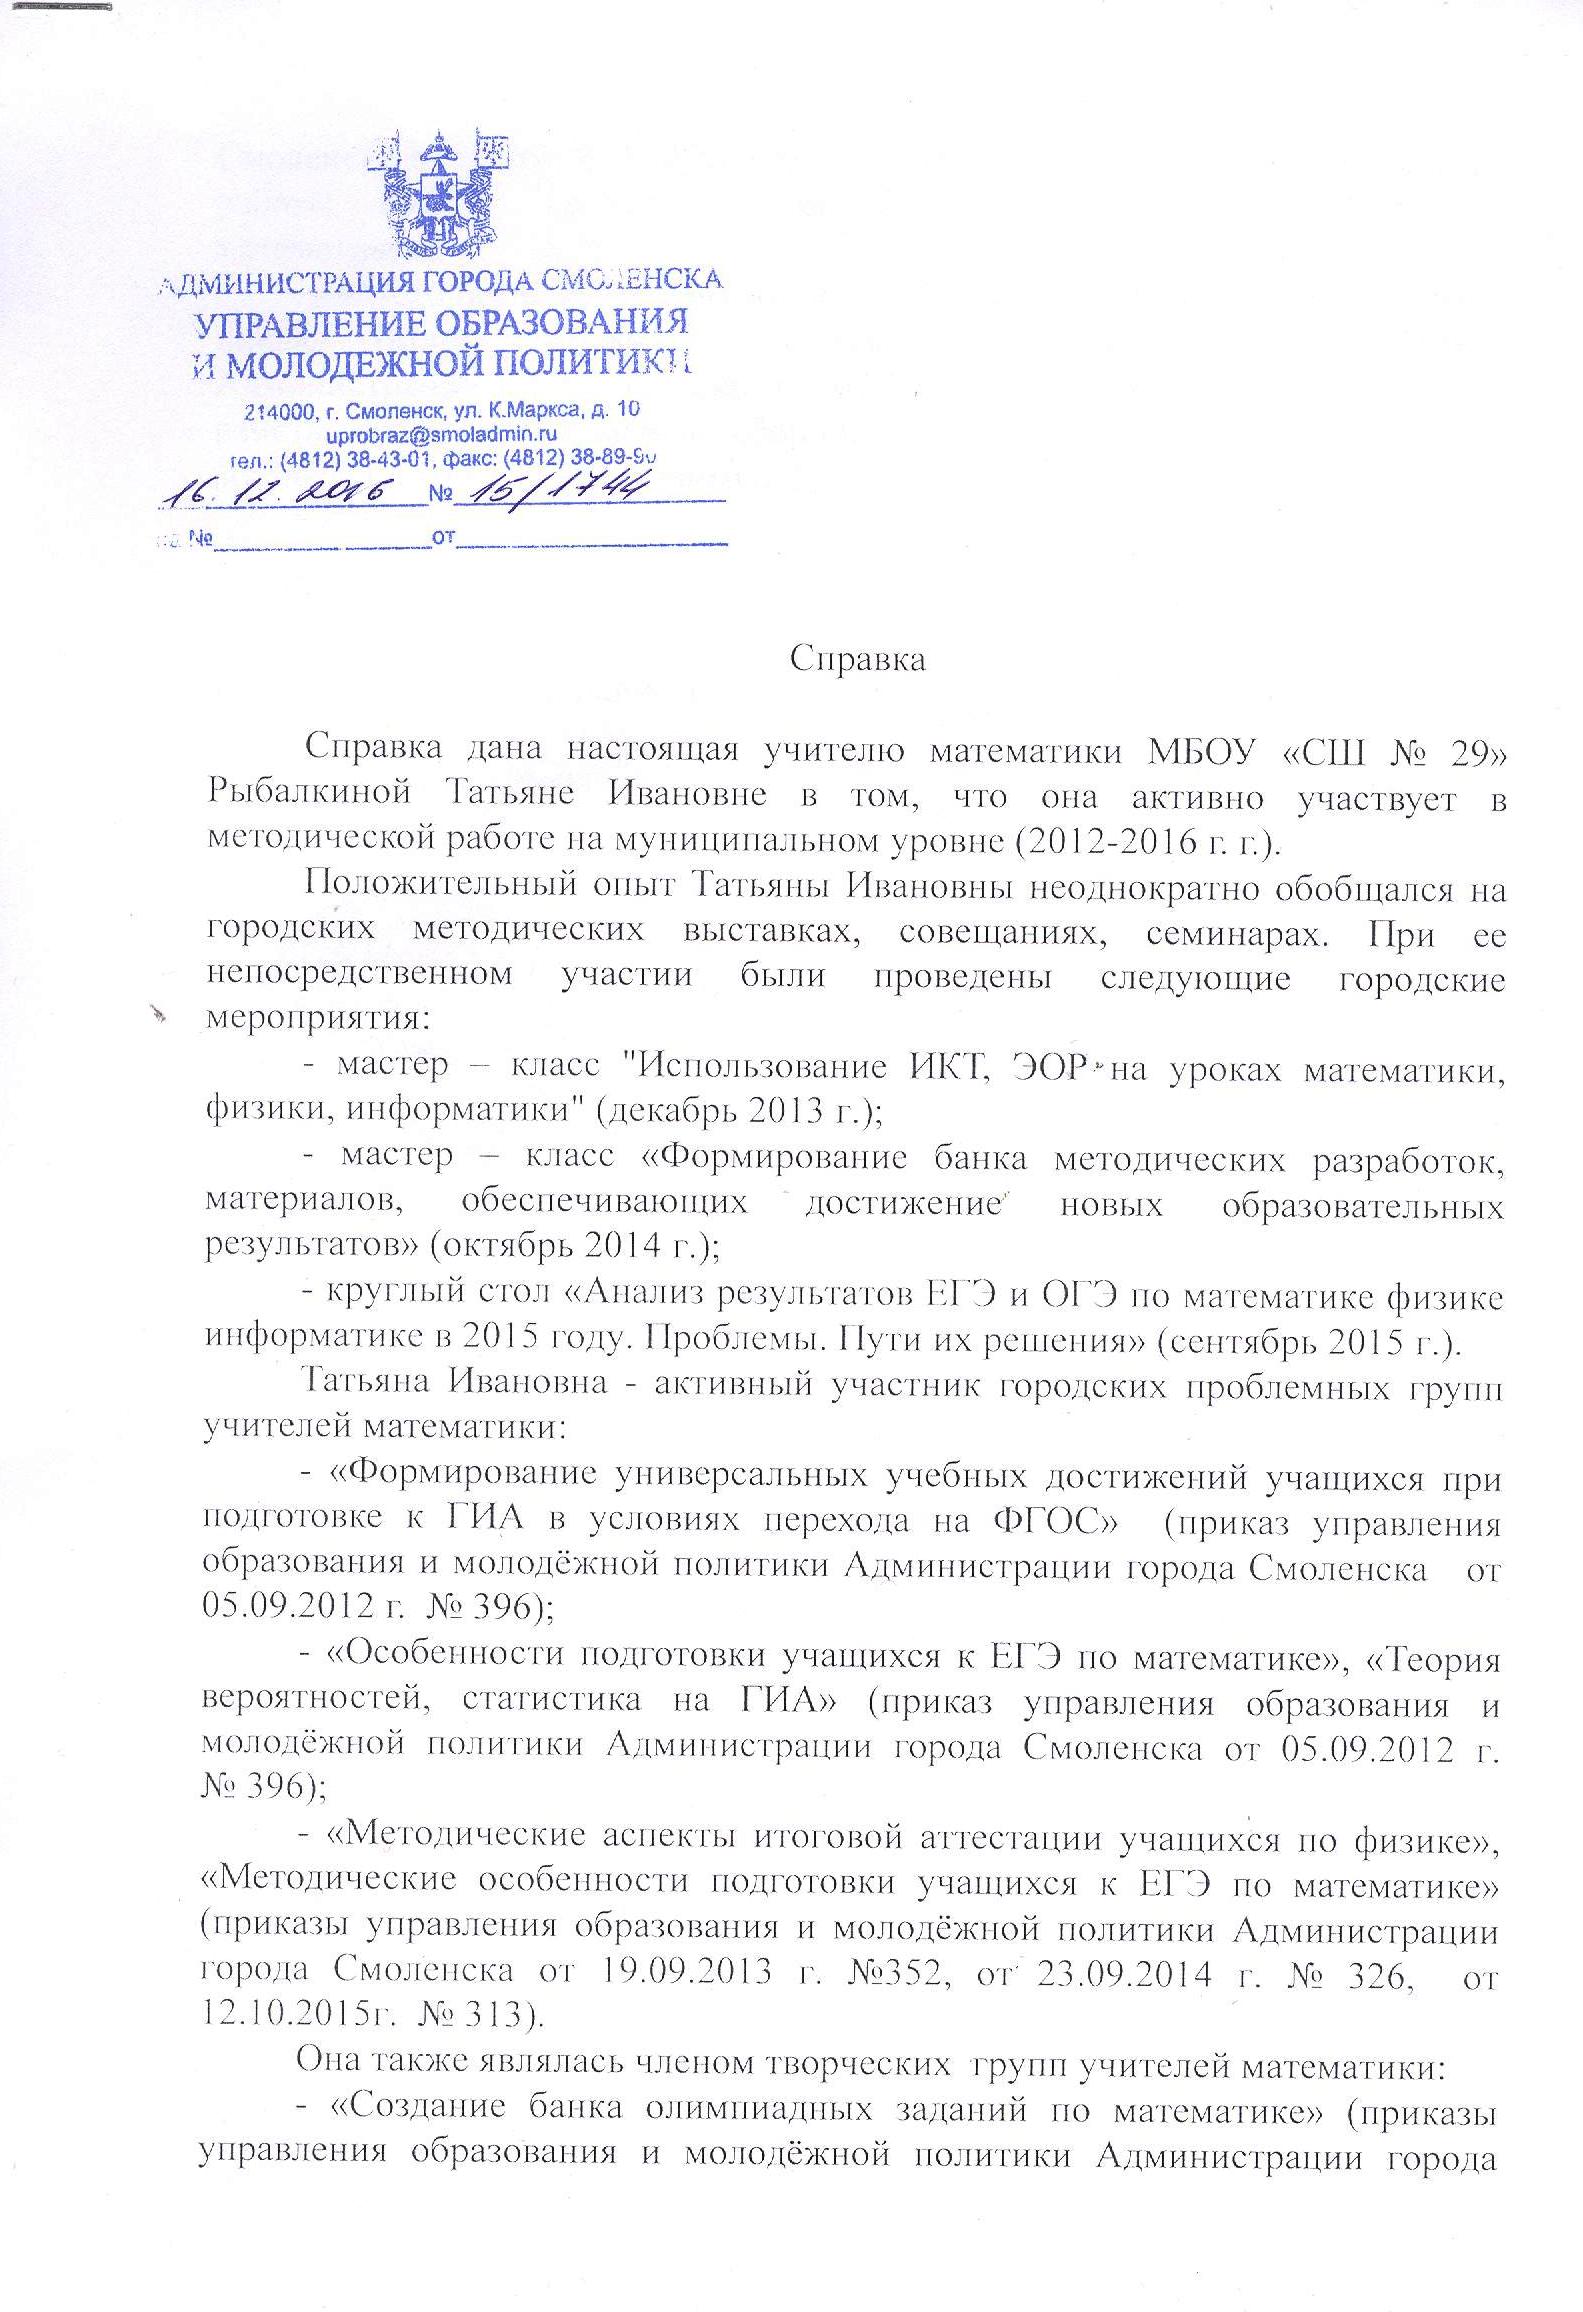 АДМИНИСТРАЦИЯ ГОРОДА СМОЛЕНСКА
УПРАВЛЕНИЕ ОБРАЗОВАНИЯ
И МОЛОДЕЖНОЙ ПОЛИТИКИ
214000, г. Смоленск, ул. К.Маркса, д. 10
uprobraz@smoladmin.ru
тел.: (4812) 38-43-01, факс: (4812) 38-89-90
16.12.2016 № 15/1744
№ от
Справка
Справка дана настоящая учителю математики МБОУ «СШ № 29»
Рыбалкиной Татьяне Ивановне в том, что она активно участвует в
методической работе на муниципальном уровне (2012-2016 г. г.).
Положительный опыт Татьяны Ивановны неоднократно обобщался на
городских методических выставках, совещаниях, семинарах. При ее
непосредственном участии были проведены следующие городские
мероприятия:
- мастер – класс "Использование ИКТ, ЭОР на уроках математики,
физики, информатики" (декабрь 2013 г.);
- мастер – класс «Формирование банка методических разработок,
материалов, обеспечивающих достижение новых образовательных
результатов» (октябрь 2014 г.);
- круглый стол «Анализ результатов ЕГЭ и ОГЭ по математике физике
информатике в 2015 году. Проблемы. Пути их решения» (сентябрь 2015 г.).
Татьяна Ивановна - активный участник городских проблемных групп
учителей математики:
- «Формирование универсальных учебных достижений учащихся при
подготовке к ГИА в условиях перехода на ФГОС» (приказ управления
образования и молодёжной политики Администрации города Смоленска от
05.09.2012 г. № 396);
- «Особенности подготовки учащихся к ЕГЭ по математике», «Теория
вероятностей, статистика на ГИА» (приказ управления образования и
молодёжной политики Администрации города Смоленска от 05.09.2012 г.
№ 396);
- «Методические аспекты итоговой аттестации учащихся по физике»,
«Методические особенности подготовки учащихся к ЕГЭ по математике»
(приказы управления образования и молодёжной политики Администрации
города Смоленска от 19.09.2013 г. №352, от 23.09.2014 г. № 326, от
12.10.2015г. № 313).
Она также являлась членом творческих групп учителей математики:
- «Создание банка олимпиадных заданий по математике» (приказы
управления образования и молодёжной политики Администрации города